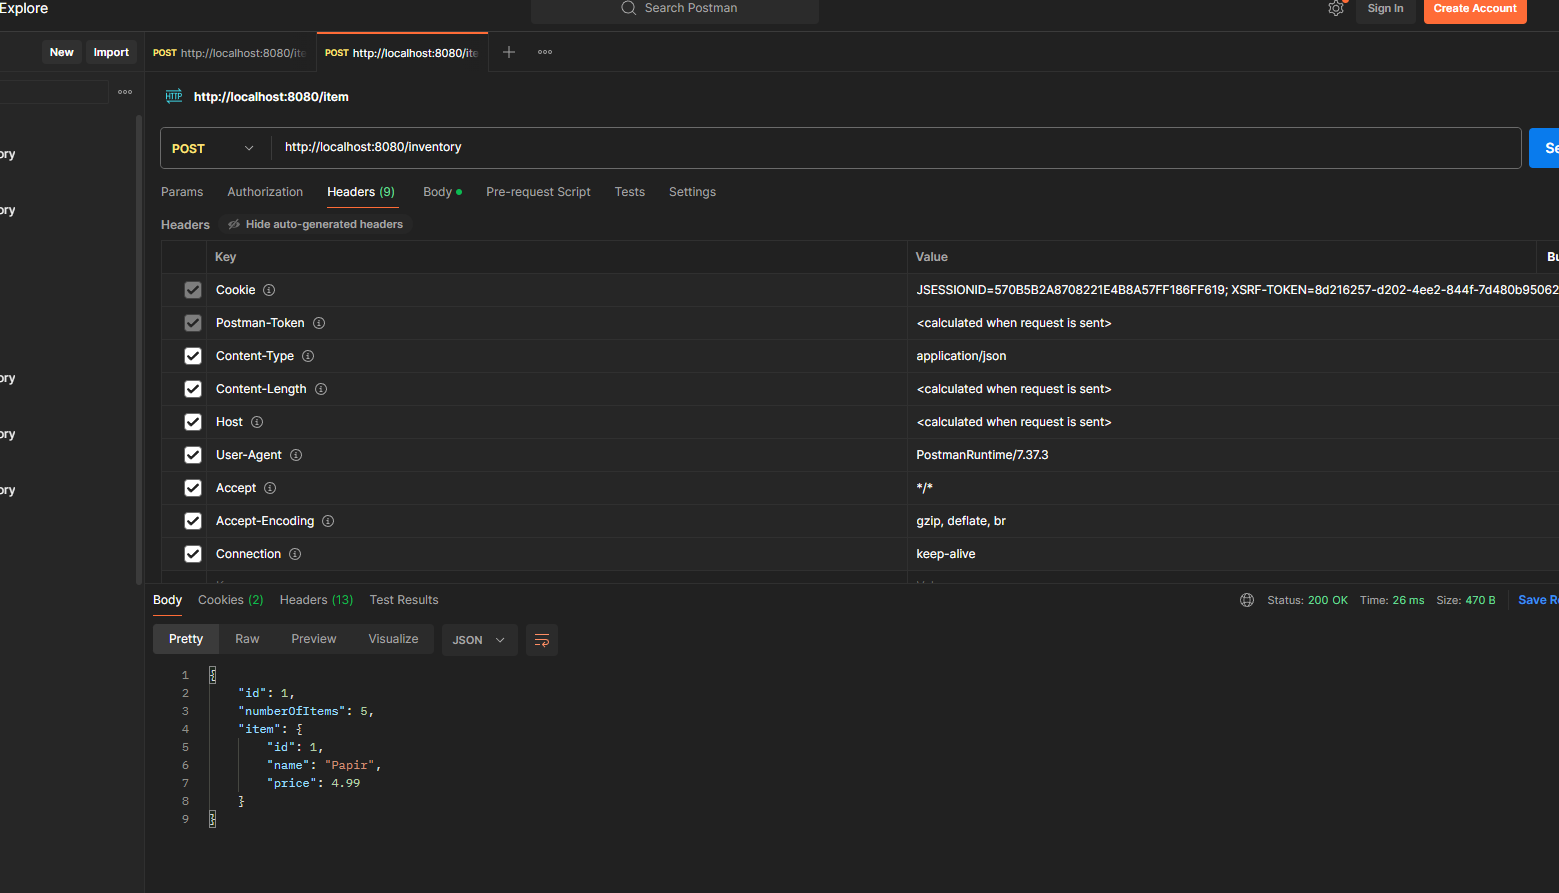 Explore
Search Postman
Sign In
Create Account
New
Import
POST http://localhost:8080/ite
POST http://localhost:8080/ite
HTTP http://localhost:8080/item
ory
POST
http://localhost:8080/inventory
Se
Params
Authorization
Headers (9)
Body
Pre-request Script
Tests
Settings
ory
Headers
Hide auto-generated headers
Key
Value
Bu
Cookie
JSESSIONID=570B5B2A8708221E4B8A57FF186FF619; XSRF-TOKEN=8d216257-d202-4ee2-844f-7d480b95062
Postman-Token
<calculated when request is sent>
Content-Type
application/json
ory
Content-Length
<calculated when request is sent>
Host
<calculated when request is sent>
ory
User-Agent
PostmanRuntime/7.37.3
Accept
*/*
ory
Accept-Encoding
gzip, deflate, br
Connection
keep-alive
Body
Cookies (2)
Headers (13)
Test Results
Status: 200 OK
Time: 26 ms
Size: 470 B
Save Re
Pretty
Raw
Preview
Visualize
JSON
1 {
2 "id": 1,
3 "numberOfItems": 5,
4 "item": {
5 "id": 1,
6 "name": "Papir",
7 "price": 4.99
8 }
9 }